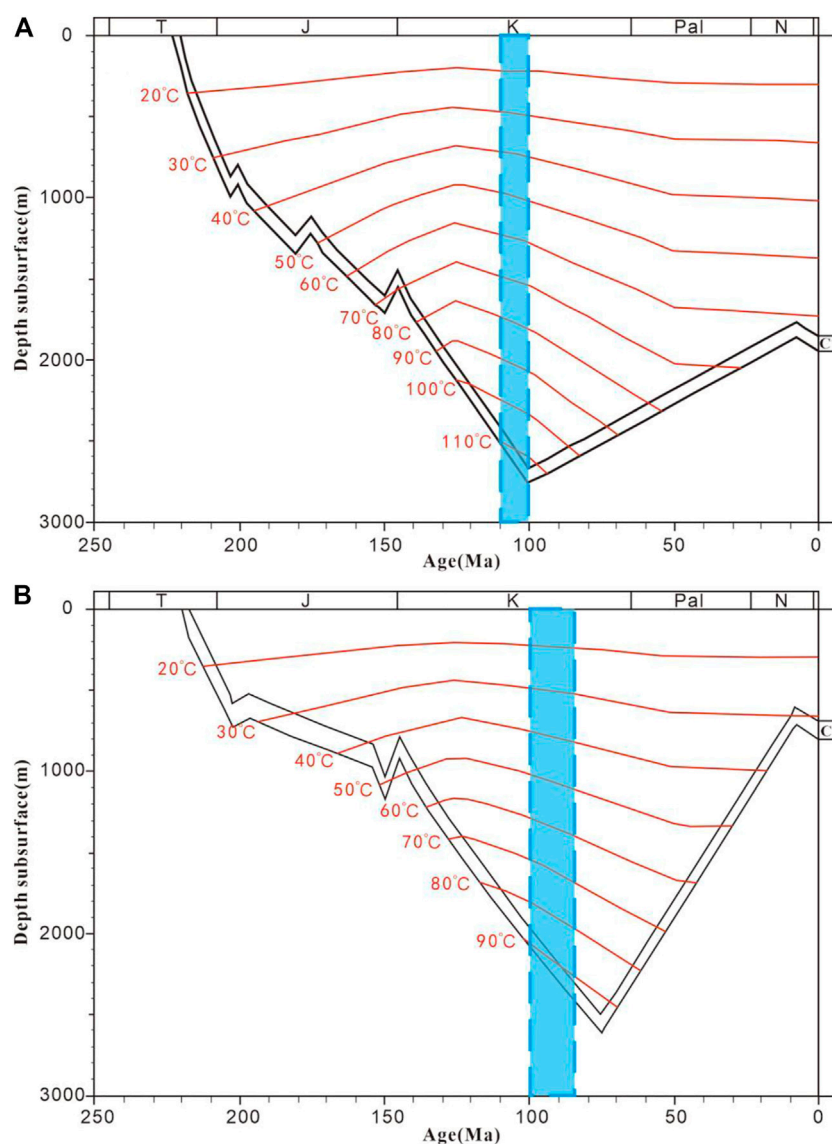 A
T J K Pal N
0
20°C
30°C
1000
40°C
50°C
60°C
70°C
80°C
2000
90°C
100°C
110°C
3000
C
Depth subsurface(m)
250 200 150 100 50 0
Age(Ma)
B
T J K Pal N
0
20°C
30°C
40°C
1000
50°C
60°C
70°C
80°C
2000
90°C
3000
C
Depth subsurface(m)
250 200 150 100 50 0
Age(Ma)